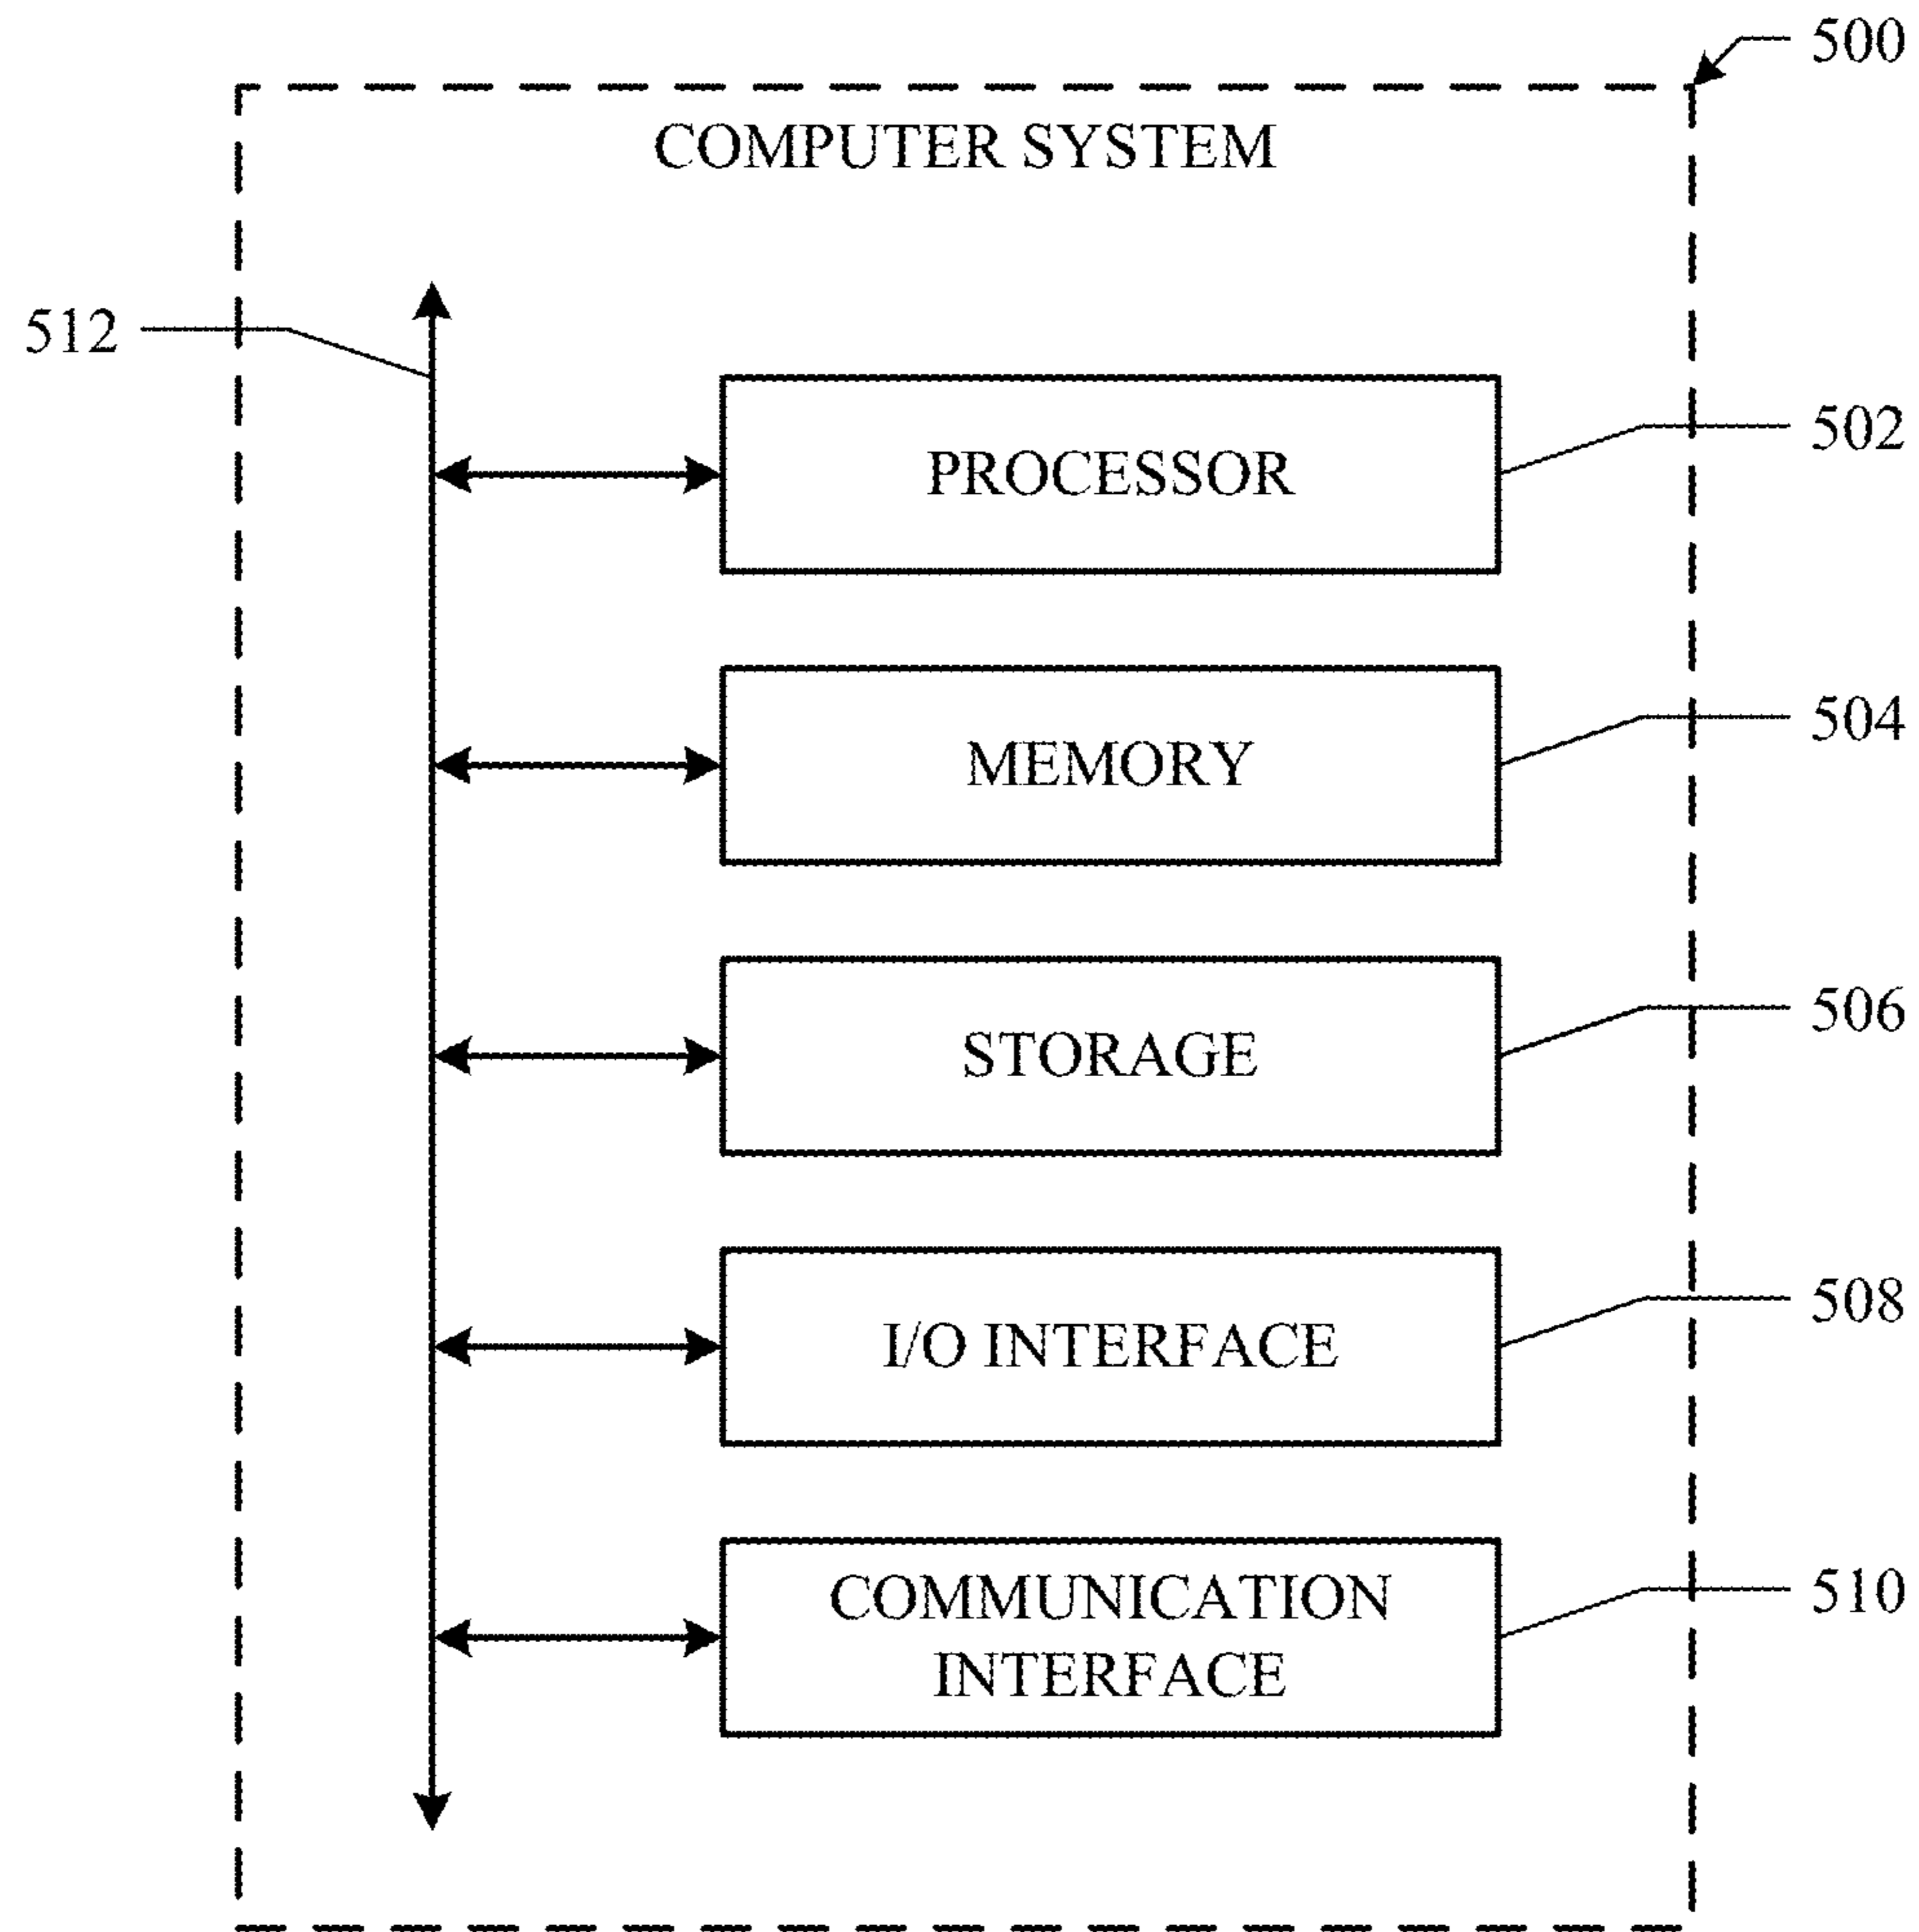 500
COMPUTER SYSTEM
512
502
PROCESSOR
504
MEMORY
506
STORAGE
508
I/O INTERFACE
510
COMMUNICATION
INTERFACE